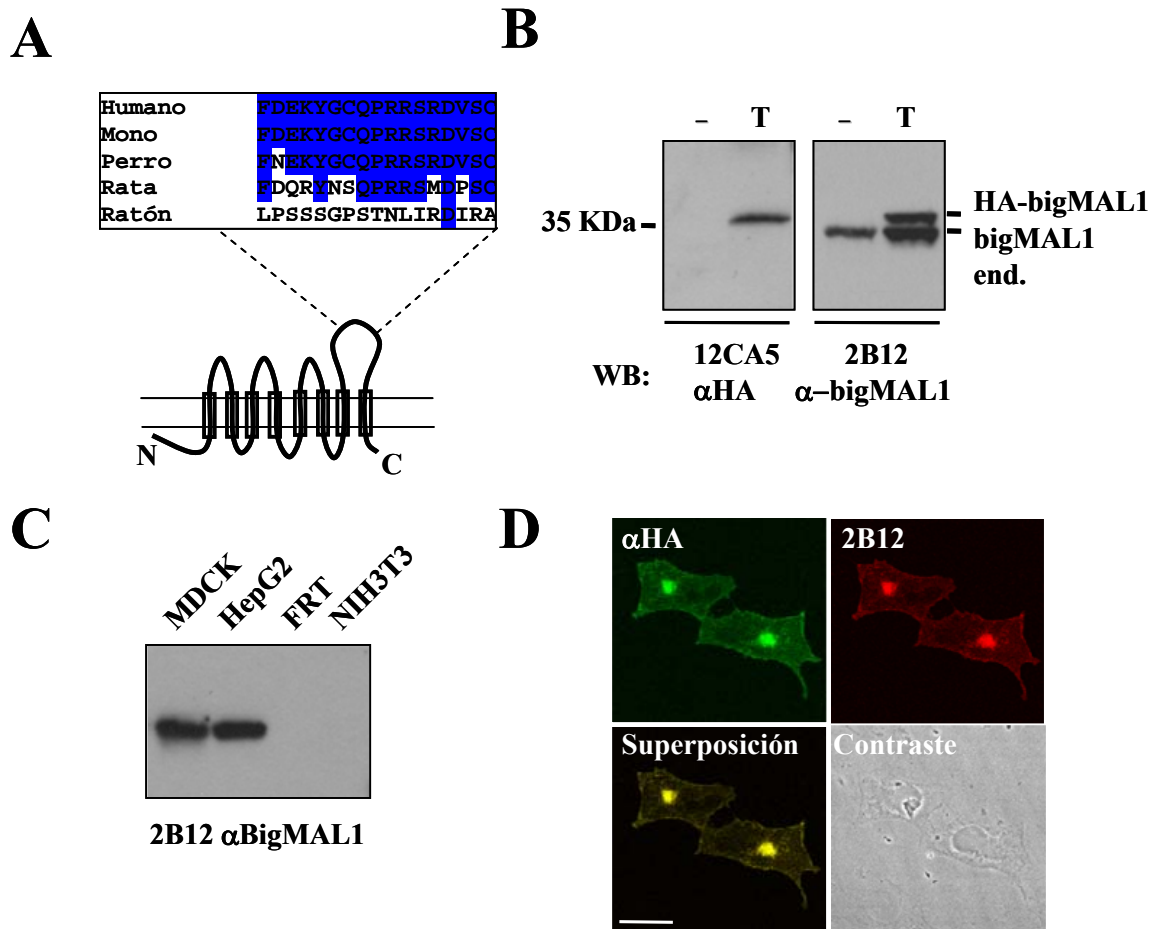 A
Humano FDEKYGCQPRRSRDVSC
Mono FDEKYGCQPRRSRDVSC
Perro FNEKYGCQPRRSRDVSC
Rata FDQRYNSQPRRSMDPSC
Ratón LPSSSGPSTNLIRDIRA
N
C
B
– T – T
35 KDa
HA-bigMAL1
bigMAL1
end.
WB:
12CA5
αHA
2B12
α–bigMAL1
C
MDCK
HepG2
FRT
NIH3T3
2B12 αBigMAL1
D
αHA
2B12
Superposición
Contraste